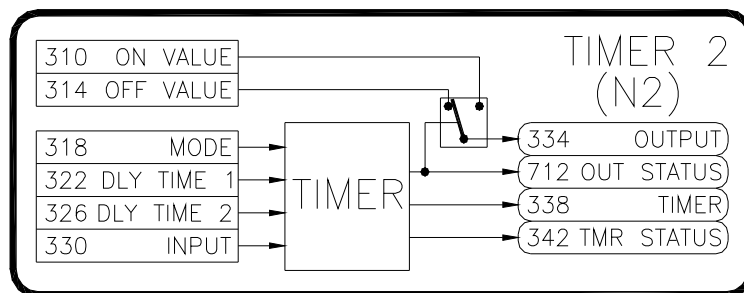 310 ON VALUE
314 OFF VALUE
TIMER 2
(N2)
318 MODE
322 DLY TIME 1
326 DLY TIME 2
330 INPUT
TIMER
334 OUTPUT
712 OUT STATUS
338 TIMER
342 TMR STATUS